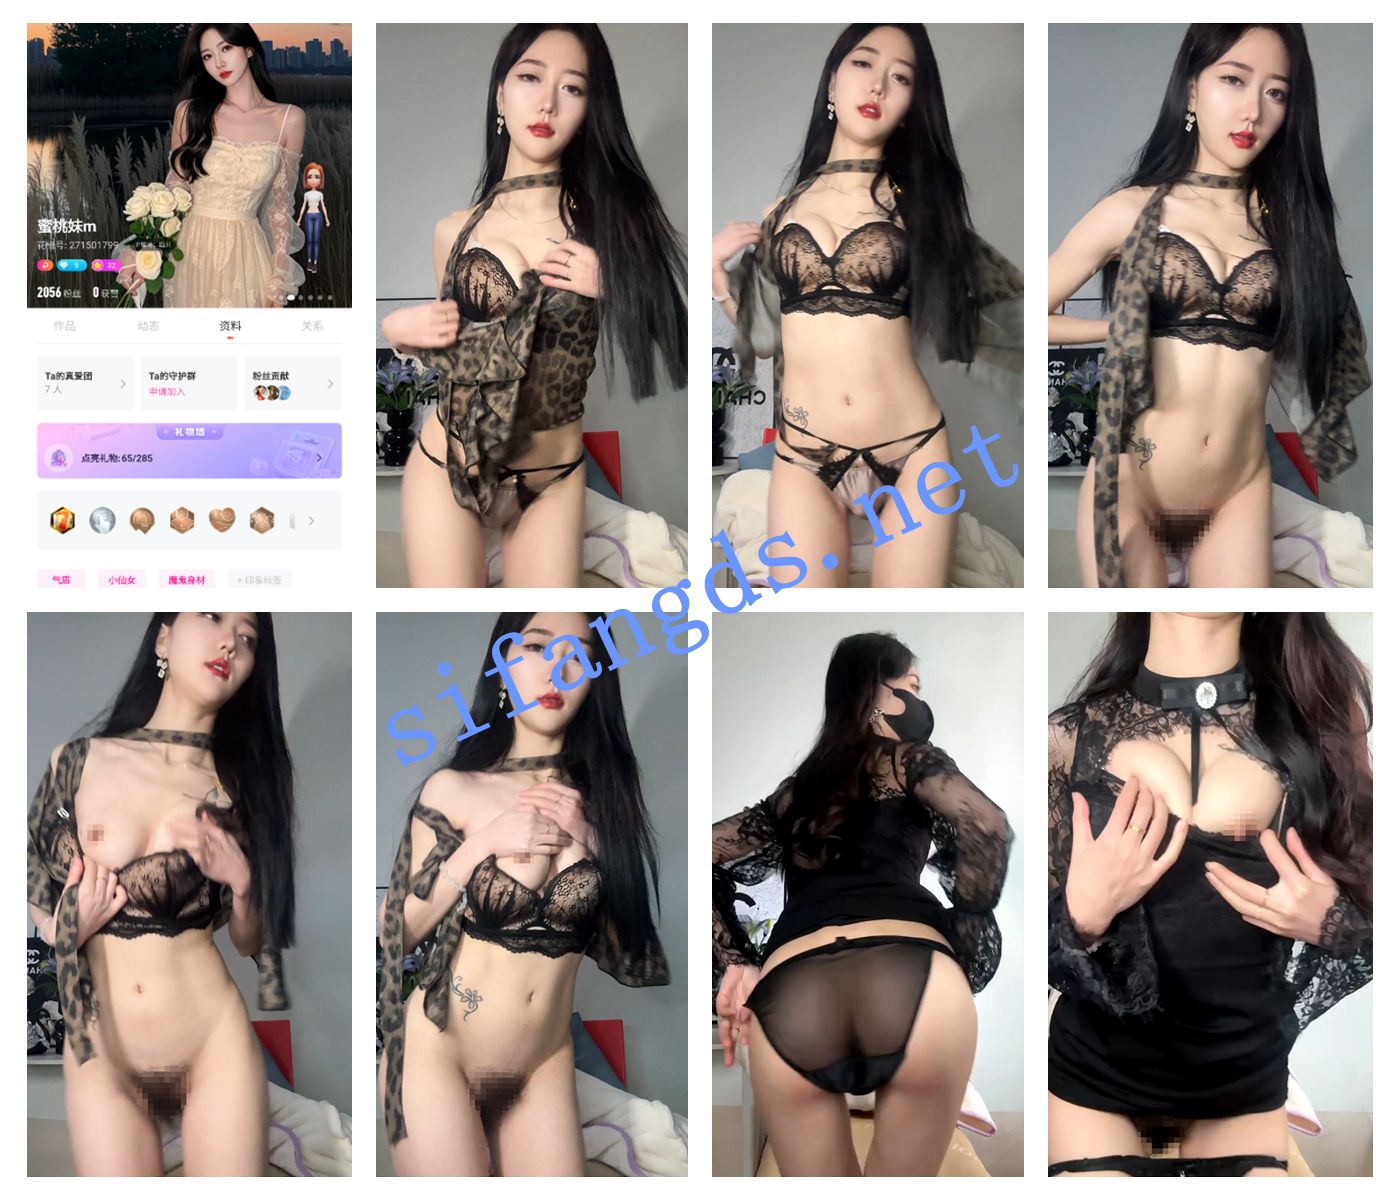 蜜桃妹m
花椒号: 271501799
5
32
2056 粉丝 0 获赞
作品 动态 资料 关系
Ta的真爱团
7 人
Ta的守护群
申请加入
粉丝贡献
礼物墙
点亮礼物: 65/285
气质 小仙女 魔鬼身材 + 印象标签
sifangds.net